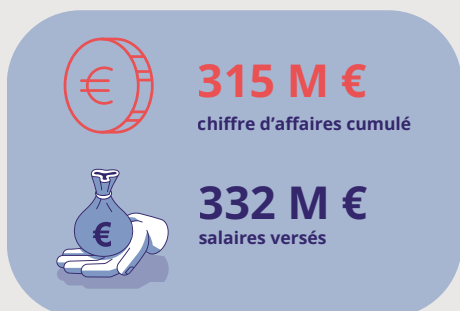 €
315 M €
chiffre d’affaires cumulé
€
332 M €
salaires versés